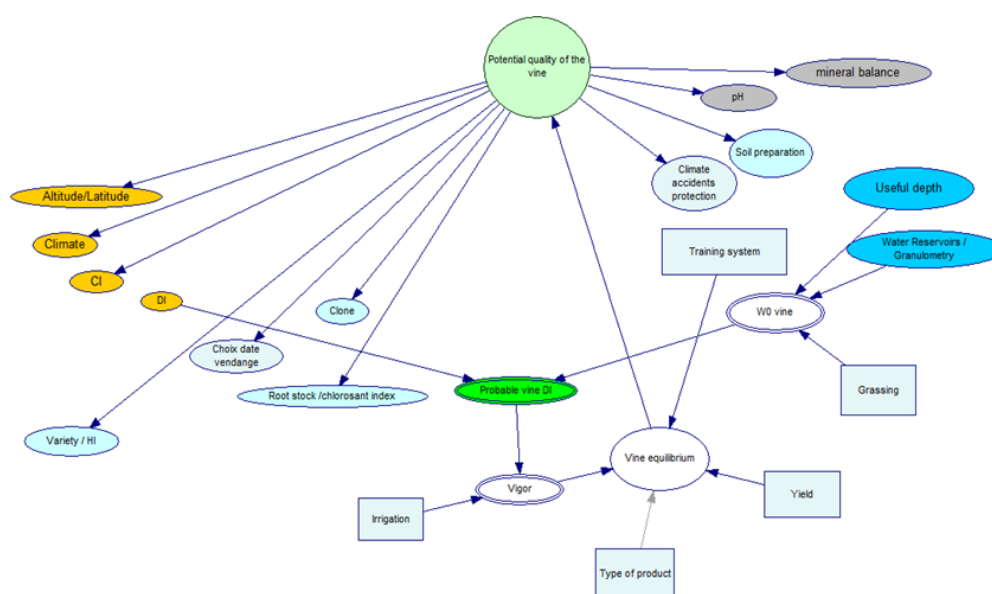 Potential quality of the
vine
mineral balance
pH
Soil preparation
Climate
accidents
protection
Useful depth
Altitude/Latitude
Water Reservoirs /
Granulometry
Climate
Training system
CI
DI
Clone
W0 vine
Choix date
vendange
Grassing
Probable vine DI
Root stock /chlorosant index
Variety / HI
Vine equilibrium
Vigor
Yield
Irrigation
Type of product